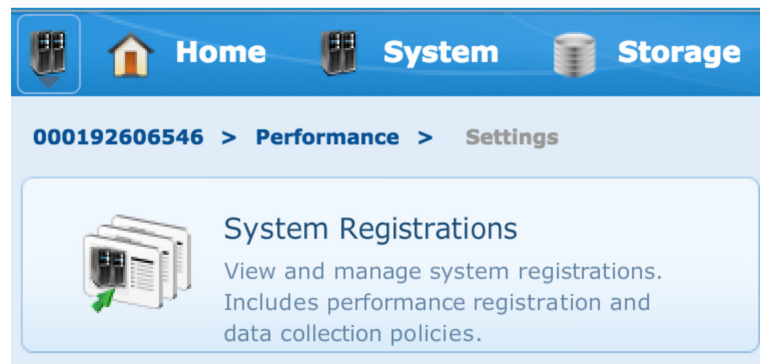 Home System Storage
000192606546 > Performance > Settings
System Registrations
View and manage system registrations.
Includes performance registration and
data collection policies.